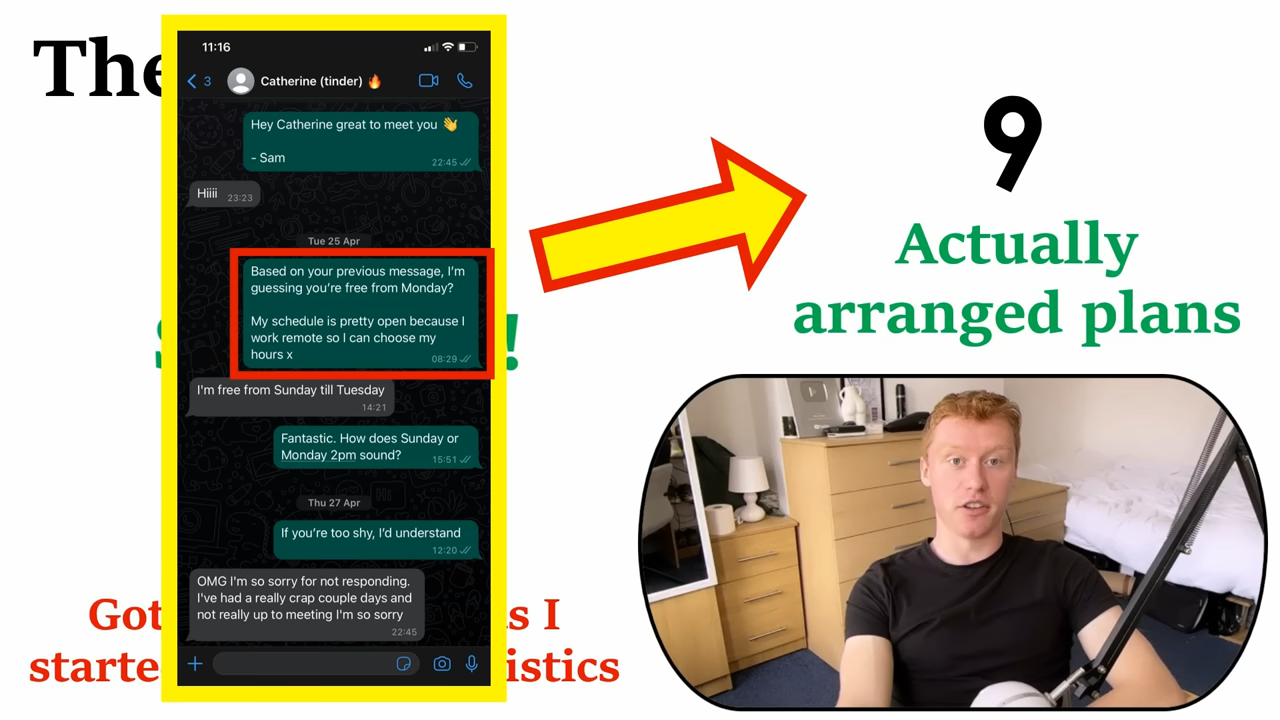 The
11:16
3
Catherine (tinder) 🔥
Hey Catherine great to meet you 👋
- Sam
22:45
Hiiii
23:23
Tue 25 Apr
Based on your previous message, I'm
guessing you're free from Monday?
My schedule is pretty open because I
work remote so I can choose my
hours x
08:29
I'm free from Sunday till Tuesday
14:21
Fantastic. How does Sunday or
Monday 2pm sound?
15:51
Thu 27 Apr
If you're too shy, I'd understand
12:20
OMG I'm so sorry for not responding.
I've had a really crap couple days and
not really up to meeting I'm so sorry
22:45
!
Got s I
starte istics
9
Actually
arranged plans